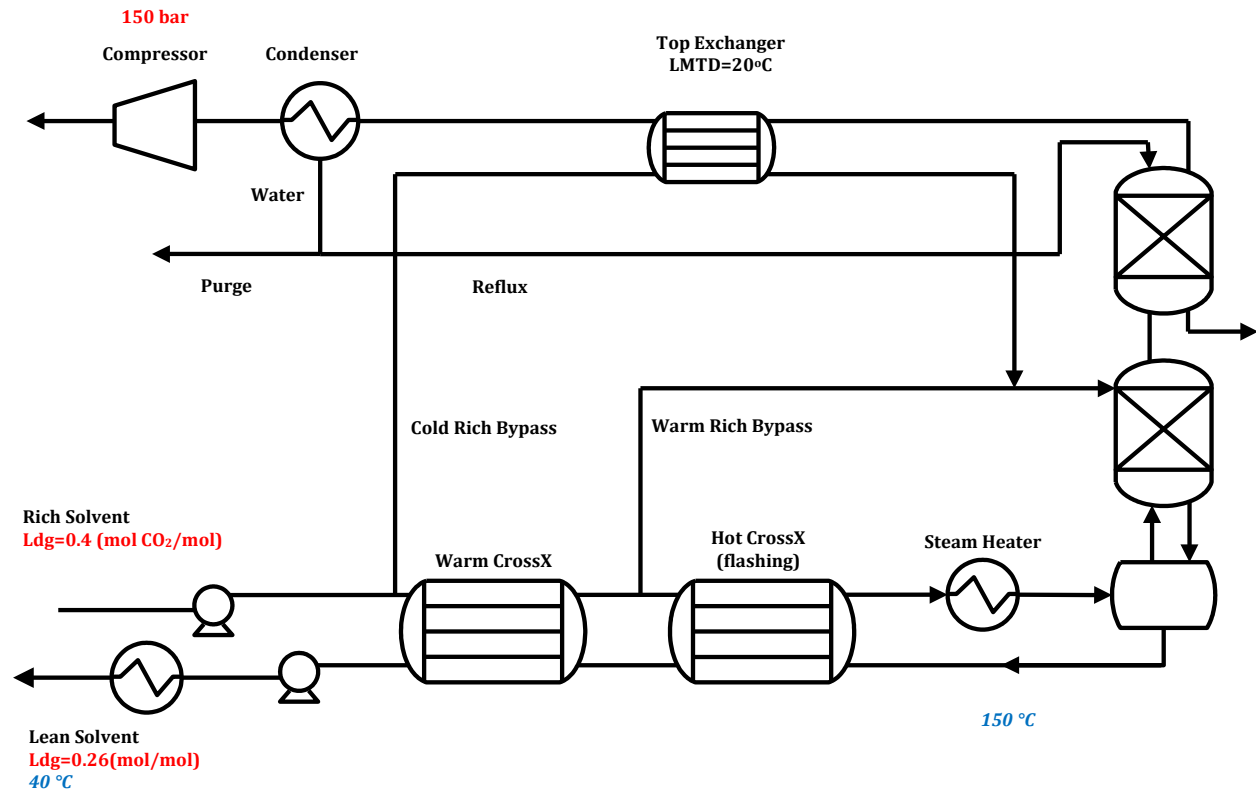 150 bar
Compressor
Condenser
Top Exchanger
LMTD=20°C
Water
Purge
Reflux
Cold Rich Bypass
Warm Rich Bypass
Rich Solvent
Ldg=0.4 (mol CO₂/mol)
Warm CrossX
Hot CrossX
(flashing)
Steam Heater
150 °C
Lean Solvent
Ldg=0.26(mol/mol)
40 °C